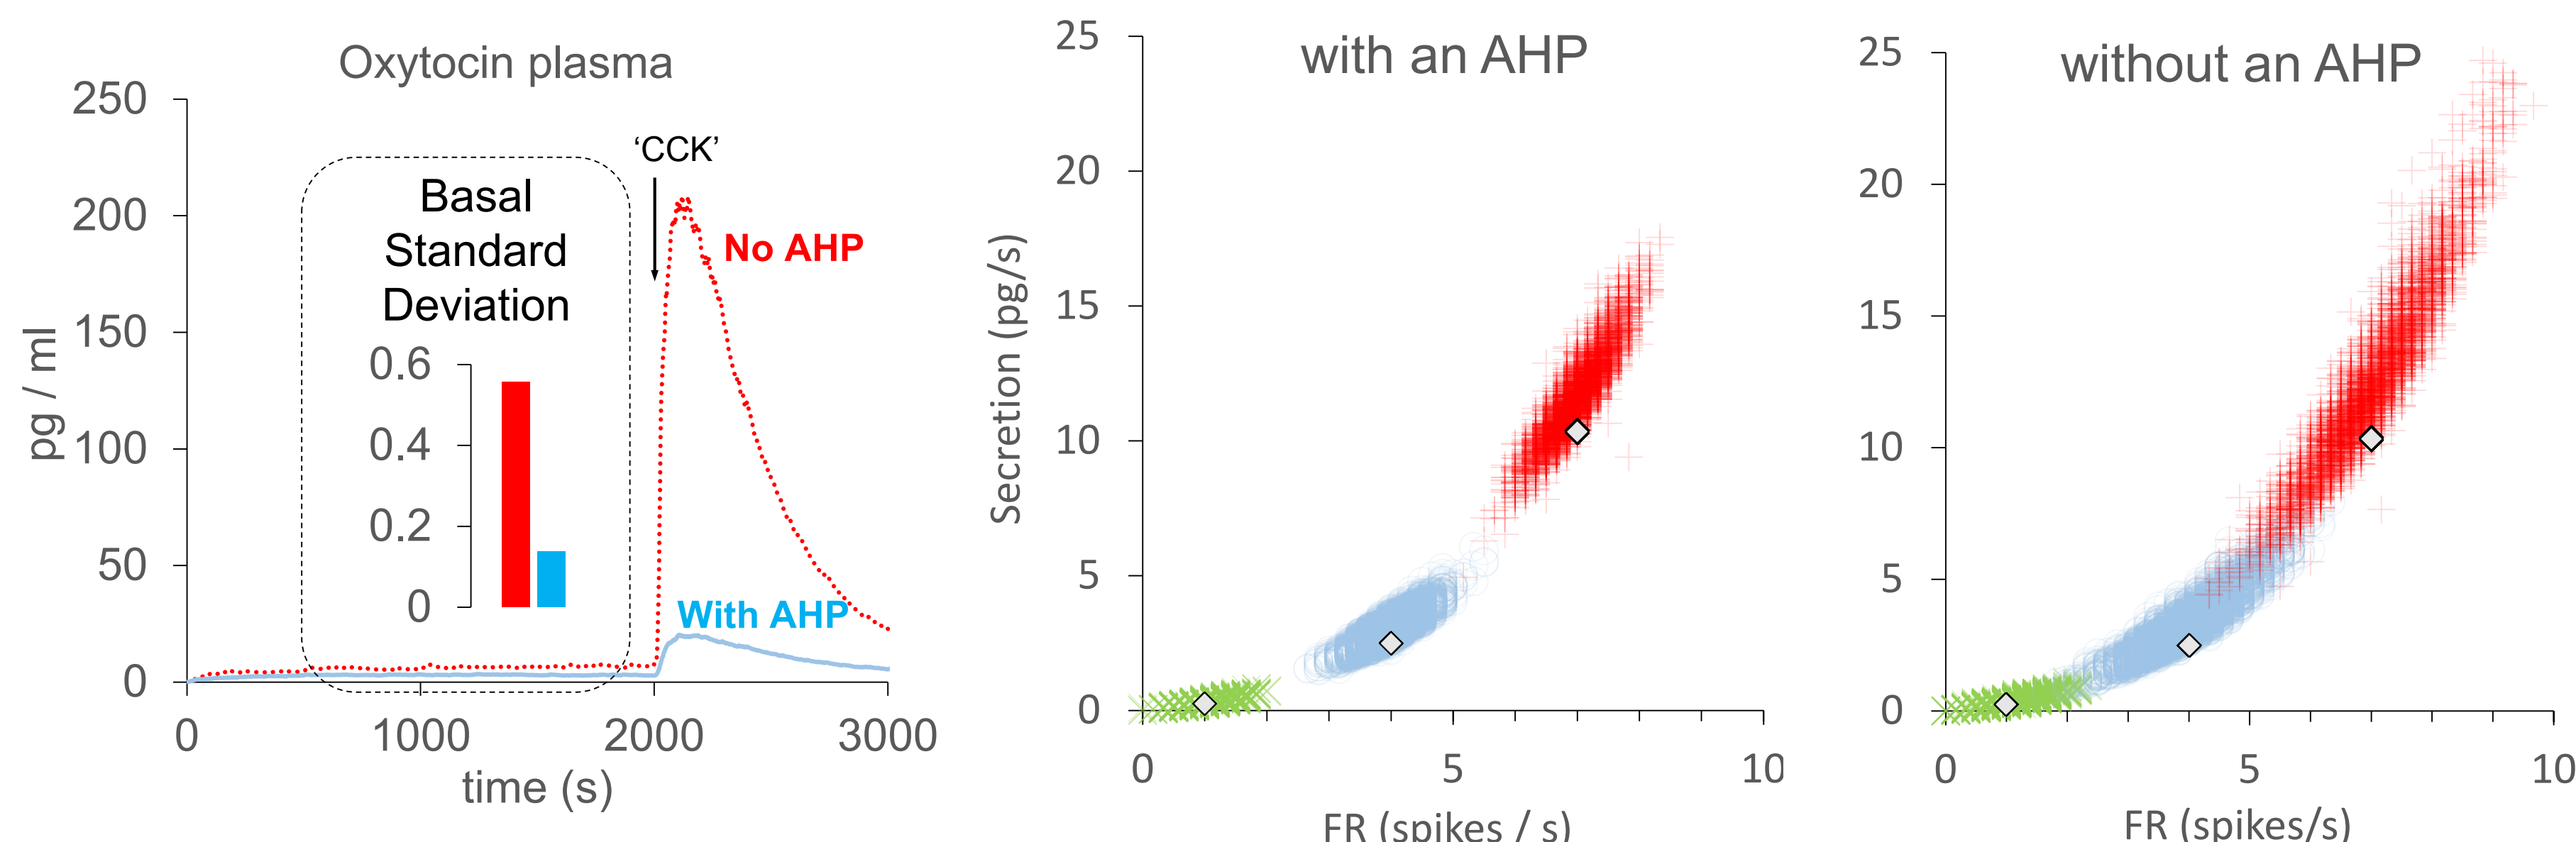 Oxytocin plasma
250
200
150
100
50
0
pg / ml
'CCK'
Basal
Standard
Deviation
0.6
0.4
0.2
0
No AHP
With AHP
0
1000
2000
3000
time (s)
with an AHP
25
20
15
10
5
0
Secretion (pg/s)
0
5
10
FR (spikes / s)
without an AHP
25
20
15
10
5
0
0
5
10
FR (spikes/s)